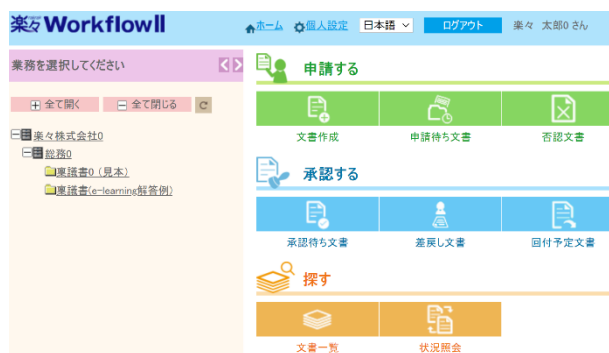 楽々WorkflowII
ホーム 個人設定 日本語 ログアウト 楽々 太郎0 さん
業務を選択してください
全て開く 全て閉じる
楽々株式会社0
総務0
稟議書0 (見本)
稟議書(e-learning解答例)
申請する
文書作成 申請待ち文書 否認文書
承認する
承認待ち文書 差戻し文書 回付予定文書
探す
文書一覧 状況照会